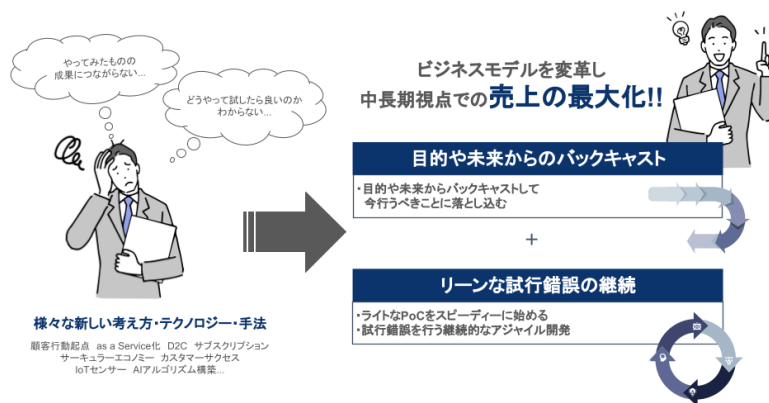 やってみたものの
成果につながらない...
どうやって試したら良いのか
わからない...
様々な新しい考え方・テクノロジー・手法
顧客行動起点 as a Service化 D2C サブスクリプション
サーキュラーエコノミー カスタマーサクセス
IoTセンサー AIアルゴリズム構築...
ビジネスモデルを変革し
中長期視点での売上の最大化!!
目的や未来からのバックキャスト
・目的や未来からバックキャストして
今行うべきことに落とし込む
+
リーンな試行錯誤の継続
・ライトなPoCをスピーディーに始める
・試行錯誤を行う継続的なアジャイル開発